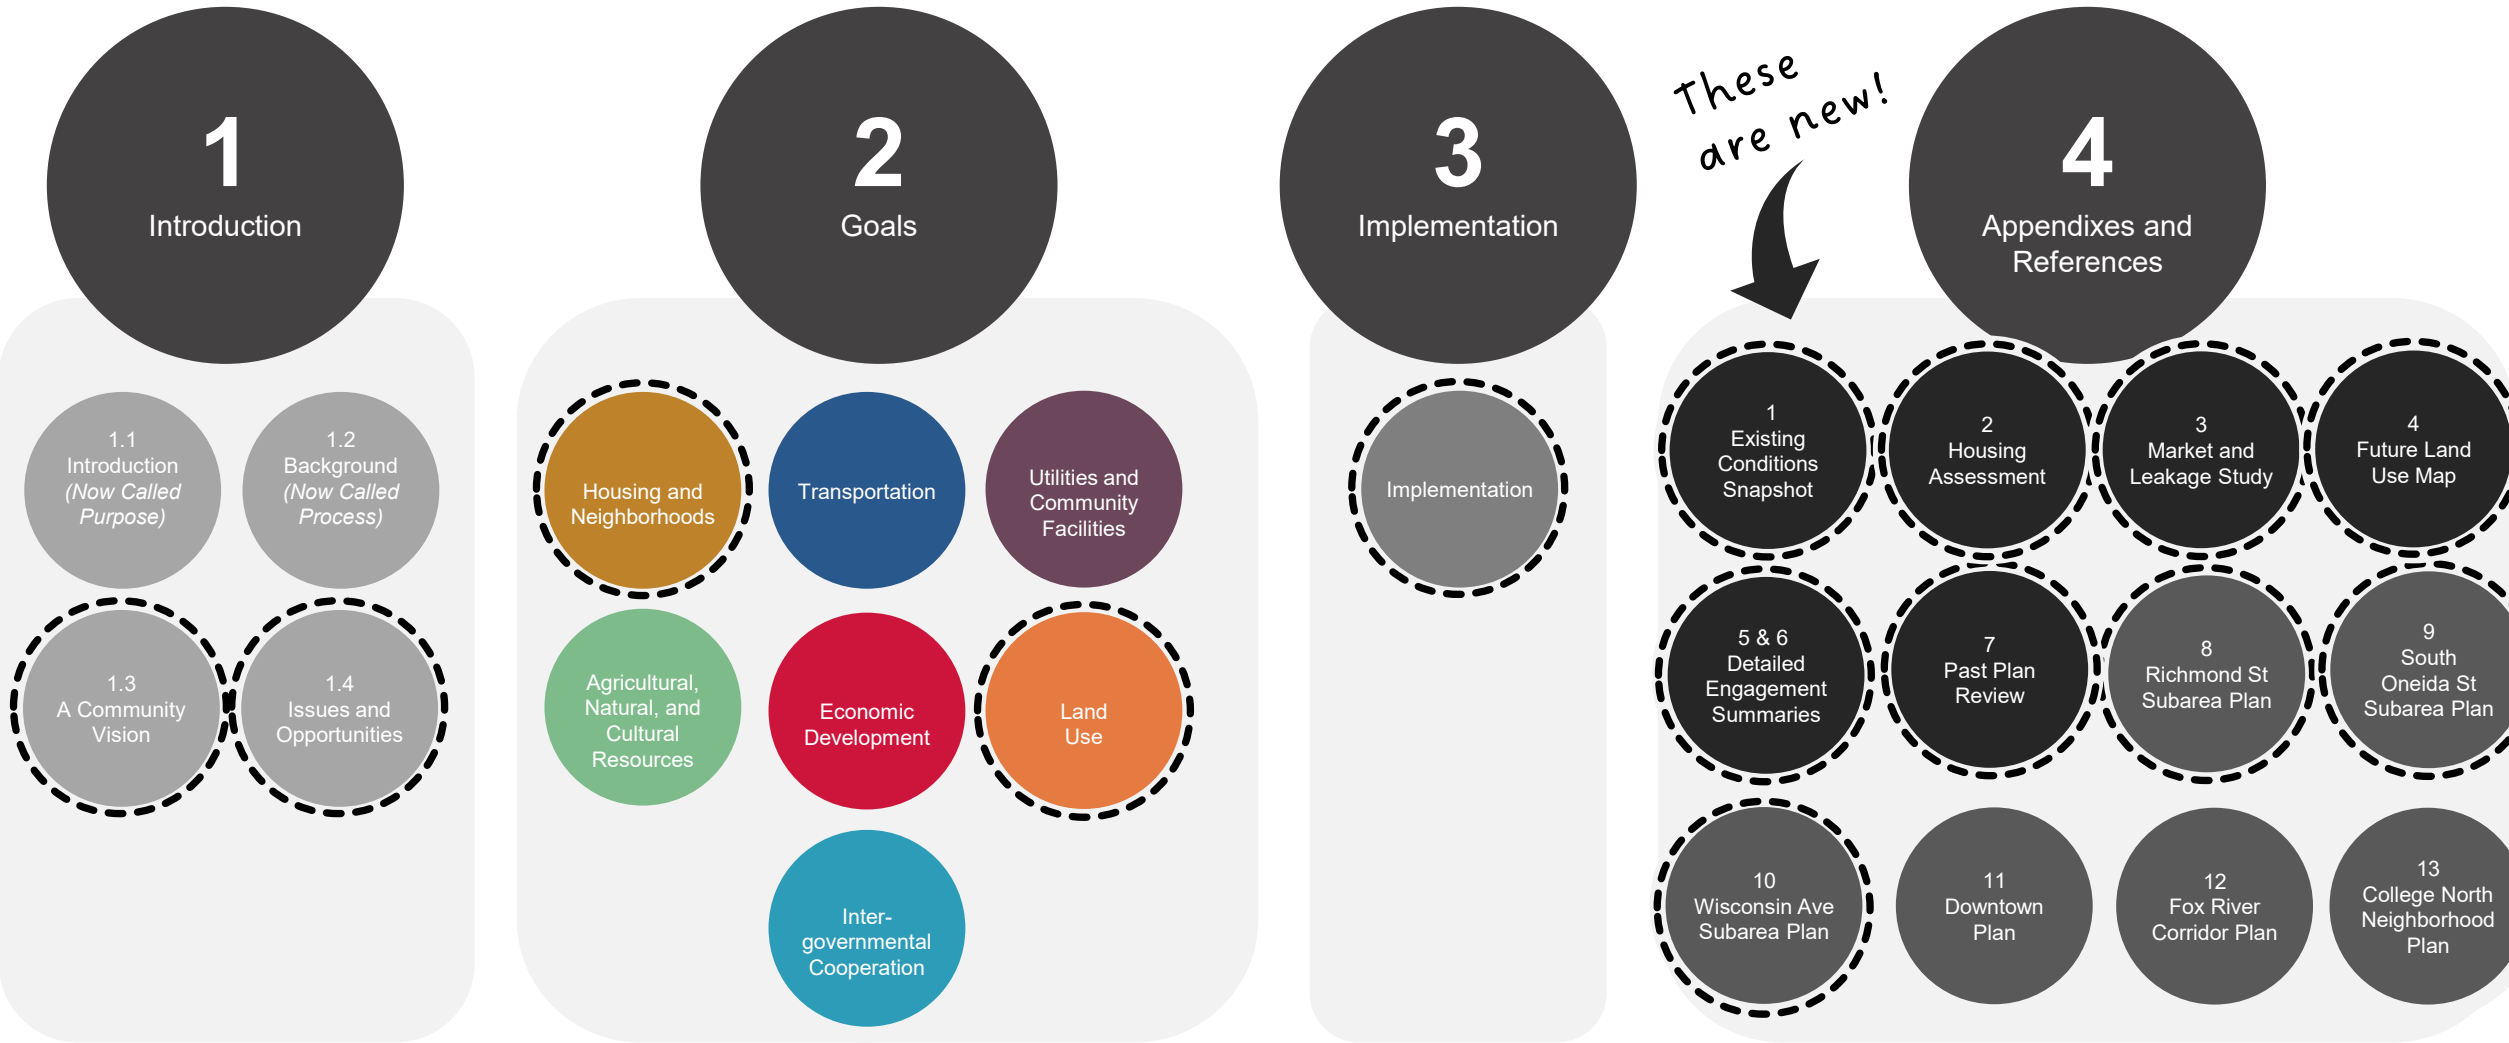 1
Introduction
1.1
Introduction
(Now Called
Purpose)
1.2
Background
(Now Called
Process)
1.3
A Community
Vision
1.4
Issues and
Opportunities
2
Goals
Housing and
Neighborhoods
Transportation
Utilities and
Community
Facilities
Agricultural,
Natural, and
Cultural
Resources
Economic
Development
Land
Use
Inter-
governmental
Cooperation
3
Implementation
Implementation
These
are new!
4
Appendixes and
References
1
Existing
Conditions
Snapshot
2
Housing
Assessment
3
Market and
Leakage Study
4
Future Land
Use Map
5 & 6
Detailed
Engagement
Summaries
7
Past Plan
Review
8
Richmond St
Subarea Plan
9
South
Oneida St
Subarea Plan
10
Wisconsin Ave
Subarea Plan
11
Downtown
Plan
12
Fox River
Corridor Plan
13
College North
Neighborhood
Plan